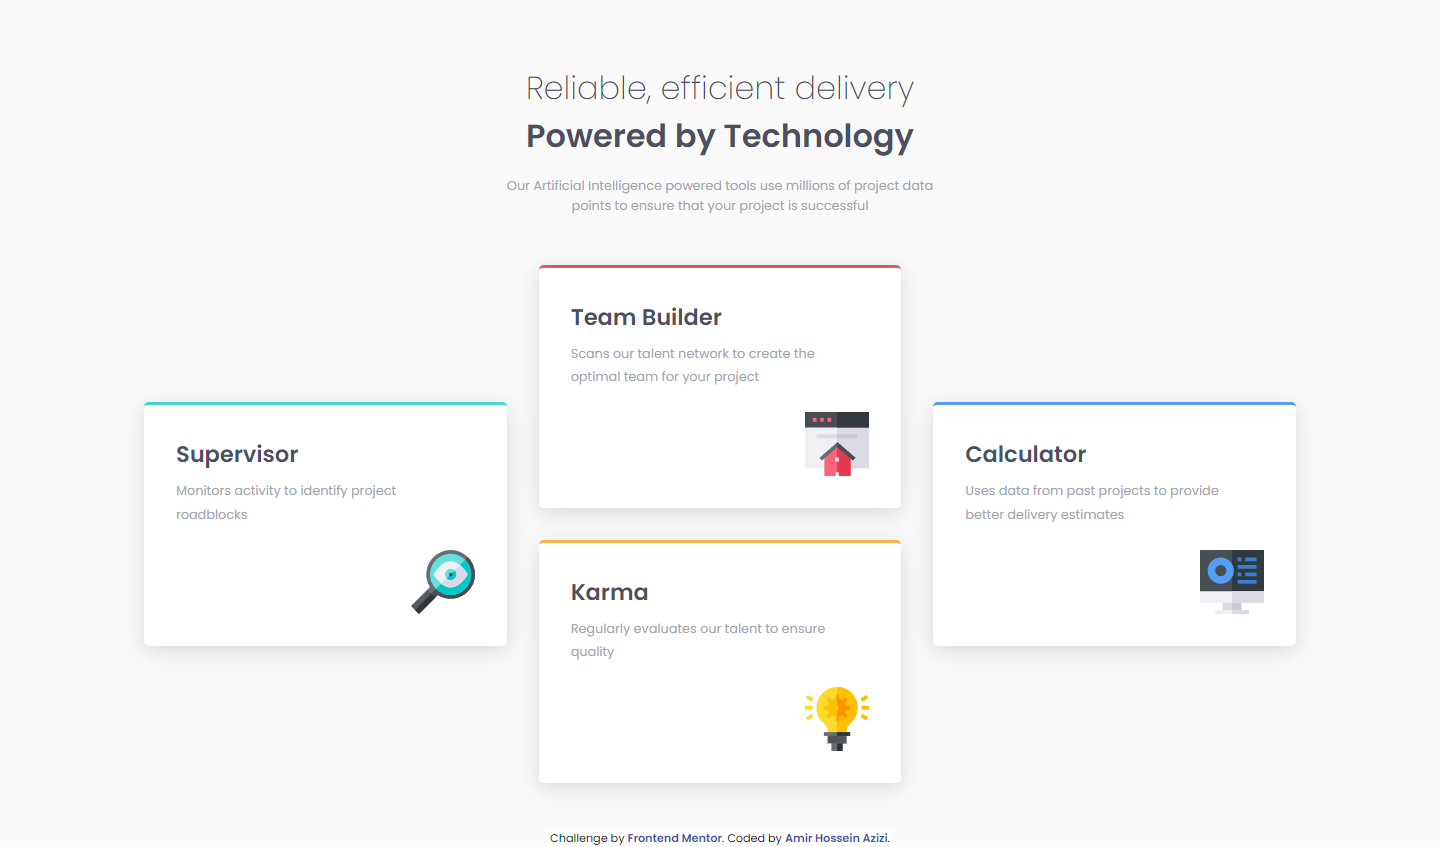 Reliable, efficient delivery
Powered by Technology
Our Artificial Intelligence powered tools use millions of project data
points to ensure that your project is successful
Supervisor
Monitors activity to identify project
roadblocks
Team Builder
Scans our talent network to create the
optimal team for your project
Karma
Regularly evaluates our talent to ensure
quality
Calculator
Uses data from past projects to provide
better delivery estimates
Challenge by Frontend Mentor. Coded by Amir Hossein Azizi.